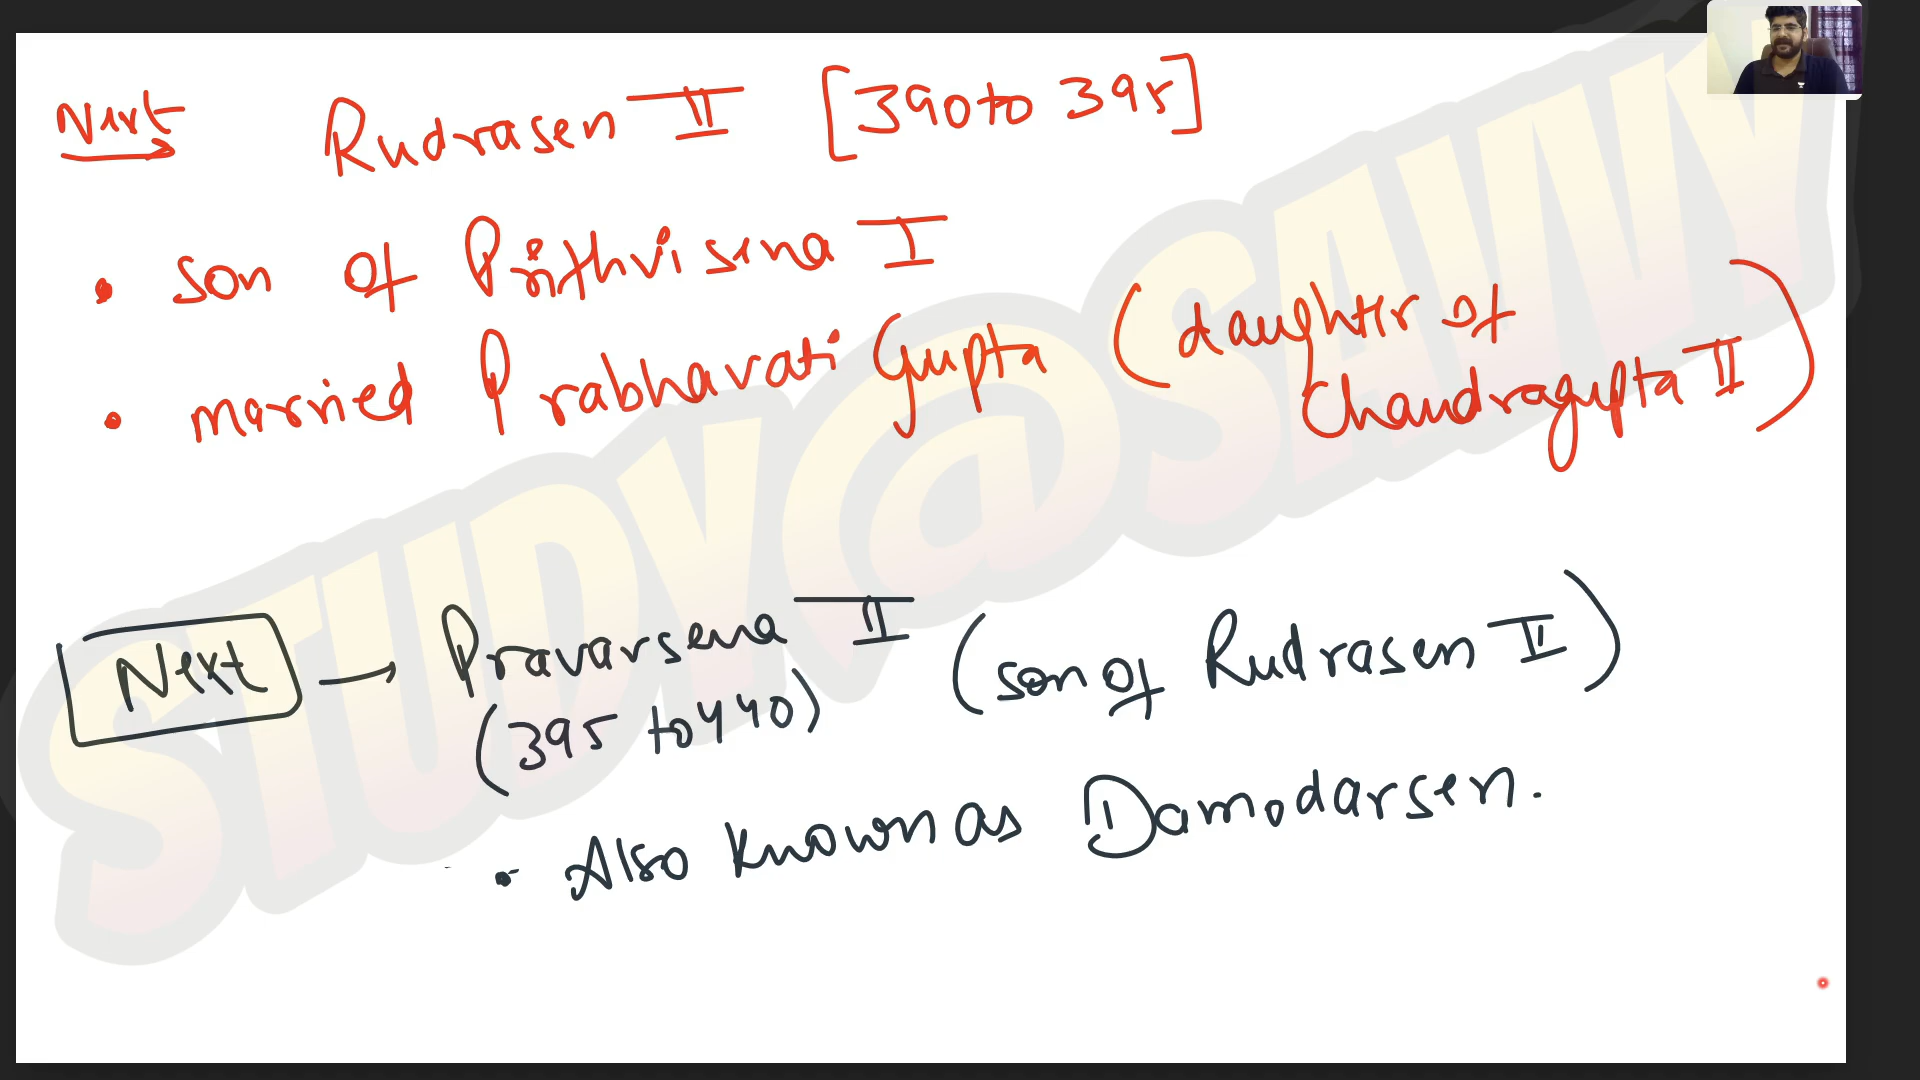 Next Rudrasen II [390 to 395]
• son of Prithvisena I
• married Prabhavati Gupta (daughter of
Chandragupta II)
Next → Pravarsena II (son of Rudrasen II)
(395 to 440)
• Also known as Damodarsen.
STUDY@SAVVY